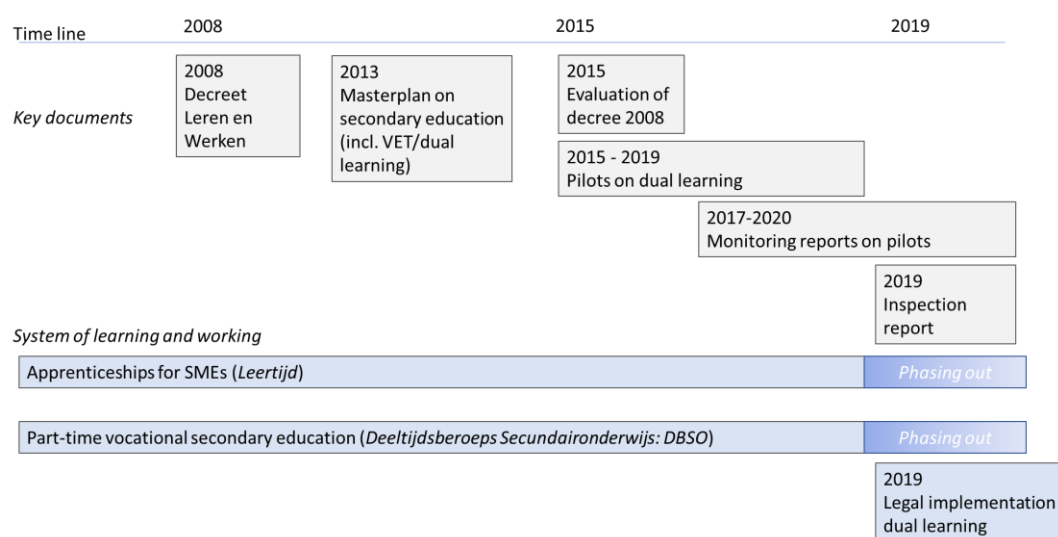 Time line
2008
2015
2019
Key documents
2008
Decreet
Leren en
Werken
2013
Masterplan on
secondary education
(incl. VET/dual
learning)
2015
Evaluation of
decree 2008
2015 - 2019
Pilots on dual learning
2017-2020
Monitoring reports on pilots
2019
Inspection
report
System of learning and working
Apprenticeships for SMEs (Leertijd)
Phasing out
Part-time vocational secondary education (Deeltijdsberoeps Secundaironderwijs: DBSO)
Phasing out
2019
Legal implementation
dual learning